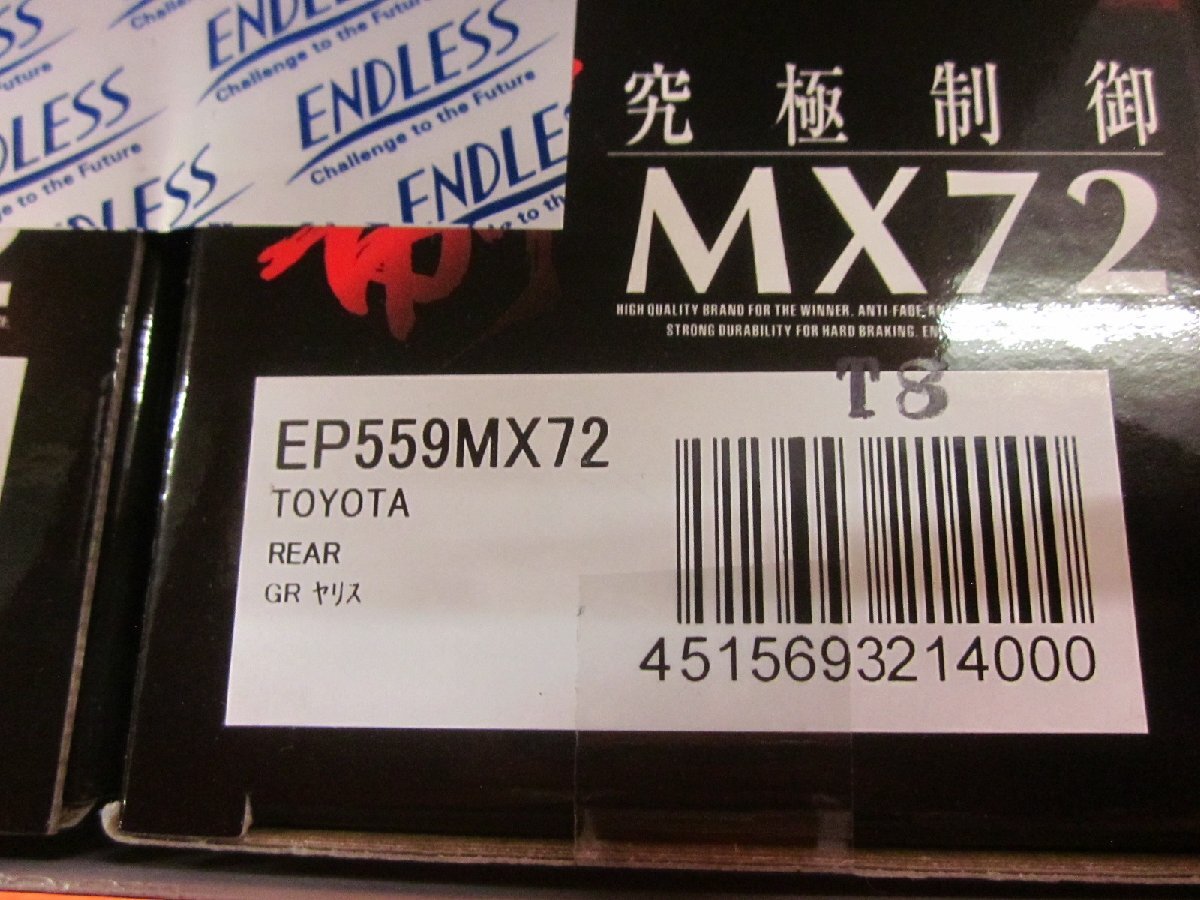 ENDLESS
Challenge to the Future
ENDLESS
Challenge to the Future
ENDLESS
to the Future
究極制御
MX72
HIGH QUALITY BRAND FOR THE WINNER. ANTI-FADE,
STRONG DURABILITY FOR HARD BRAKING.
T8
EP559MX72
TOYOTA
REAR
GR ヤリス
4515693214000